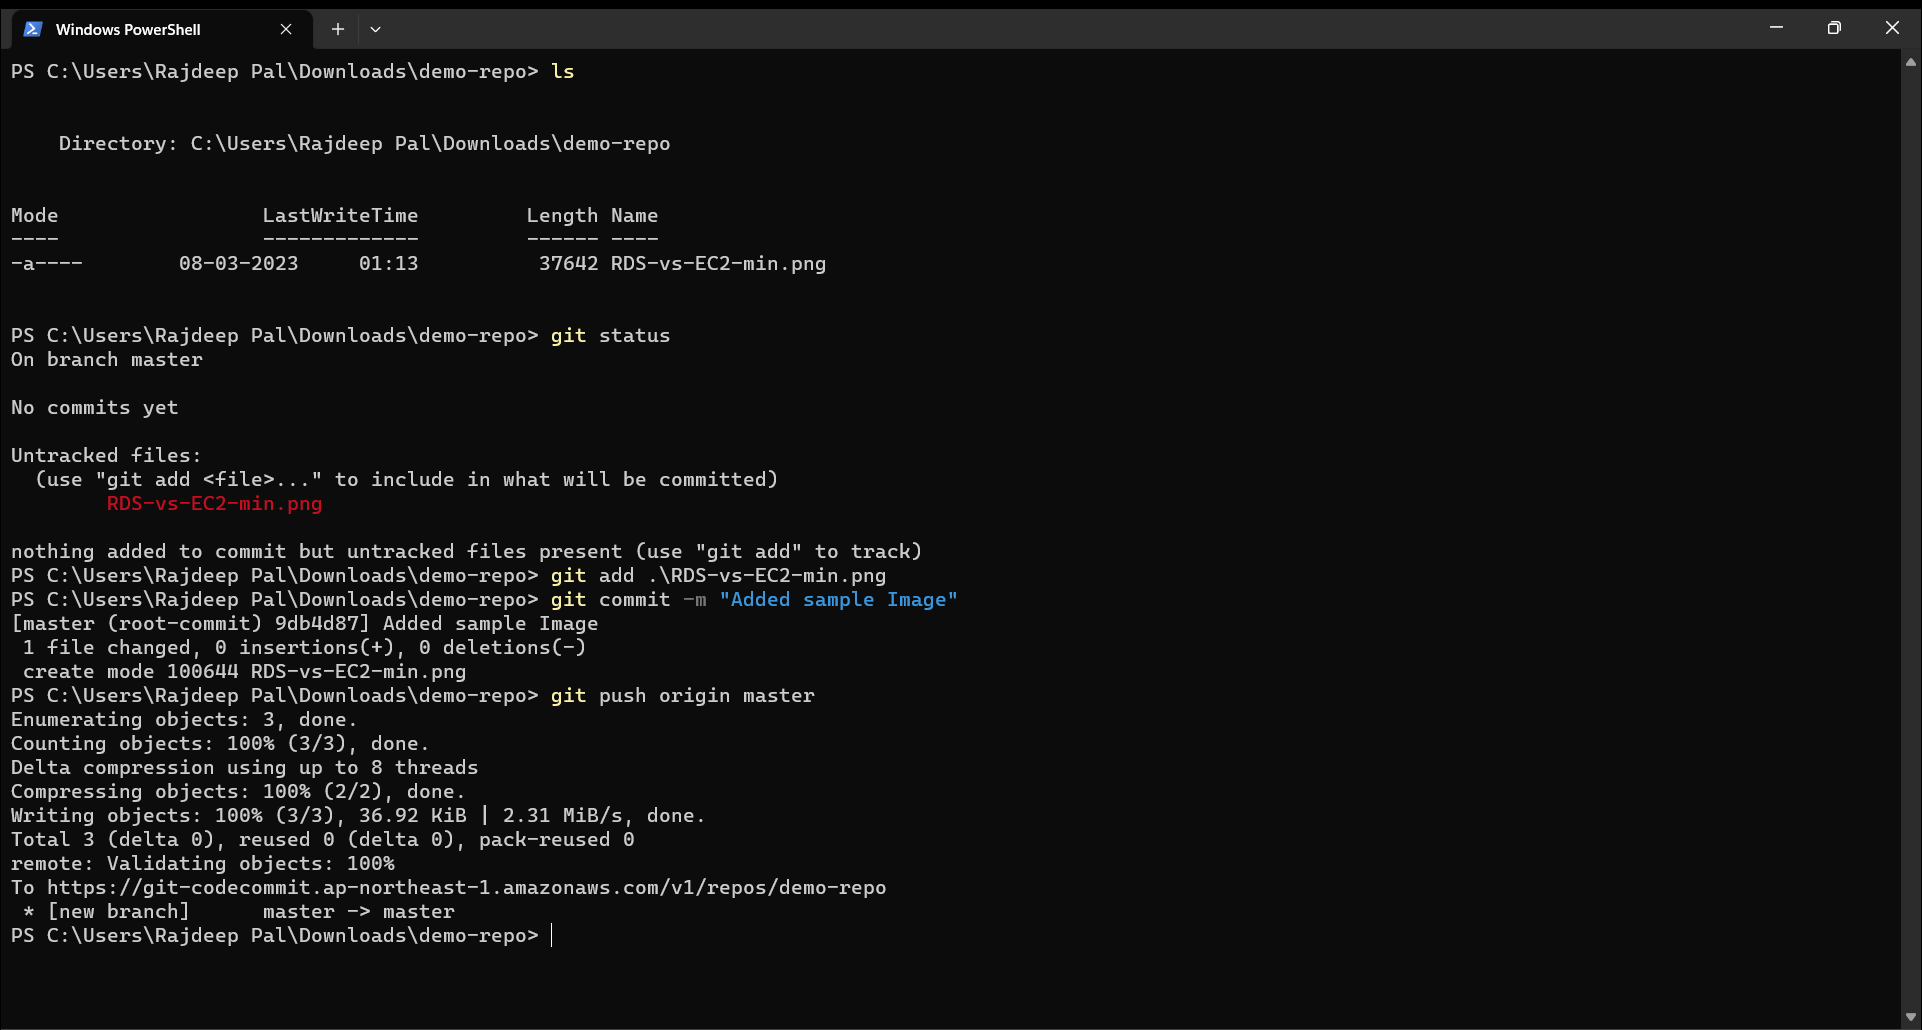 Windows PowerShell
PS C:\Users\Rajdeep Pal\Downloads\demo-repo> ls
    Directory: C:\Users\Rajdeep Pal\Downloads\demo-repo
Mode                 LastWriteTime         Length Name
----                 -------------         ------ ----
-a----        08-03-2023     01:13          37642 RDS-vs-EC2-min.png
PS C:\Users\Rajdeep Pal\Downloads\demo-repo> git status
On branch master
No commits yet
Untracked files:
  (use "git add <file>..." to include in what will be committed)
        RDS-vs-EC2-min.png
nothing added to commit but untracked files present (use "git add" to track)
PS C:\Users\Rajdeep Pal\Downloads\demo-repo> git add .\RDS-vs-EC2-min.png
PS C:\Users\Rajdeep Pal\Downloads\demo-repo> git commit -m "Added sample Image"
[master (root-commit) 9db4d87] Added sample Image
 1 file changed, 0 insertions(+), 0 deletions(-)
 create mode 100644 RDS-vs-EC2-min.png
PS C:\Users\Rajdeep Pal\Downloads\demo-repo> git push origin master
Enumerating objects: 3, done.
Counting objects: 100% (3/3), done.
Delta compression using up to 8 threads
Compressing objects: 100% (2/2), done.
Writing objects: 100% (3/3), 36.92 KiB | 2.31 MiB/s, done.
Total 3 (delta 0), reused 0 (delta 0), pack-reused 0
remote: Validating objects: 100%
To https://git-codecommit.ap-northeast-1.amazonaws.com/v1/repos/demo-repo
 * [new branch]      master -> master
PS C:\Users\Rajdeep Pal\Downloads\demo-repo>